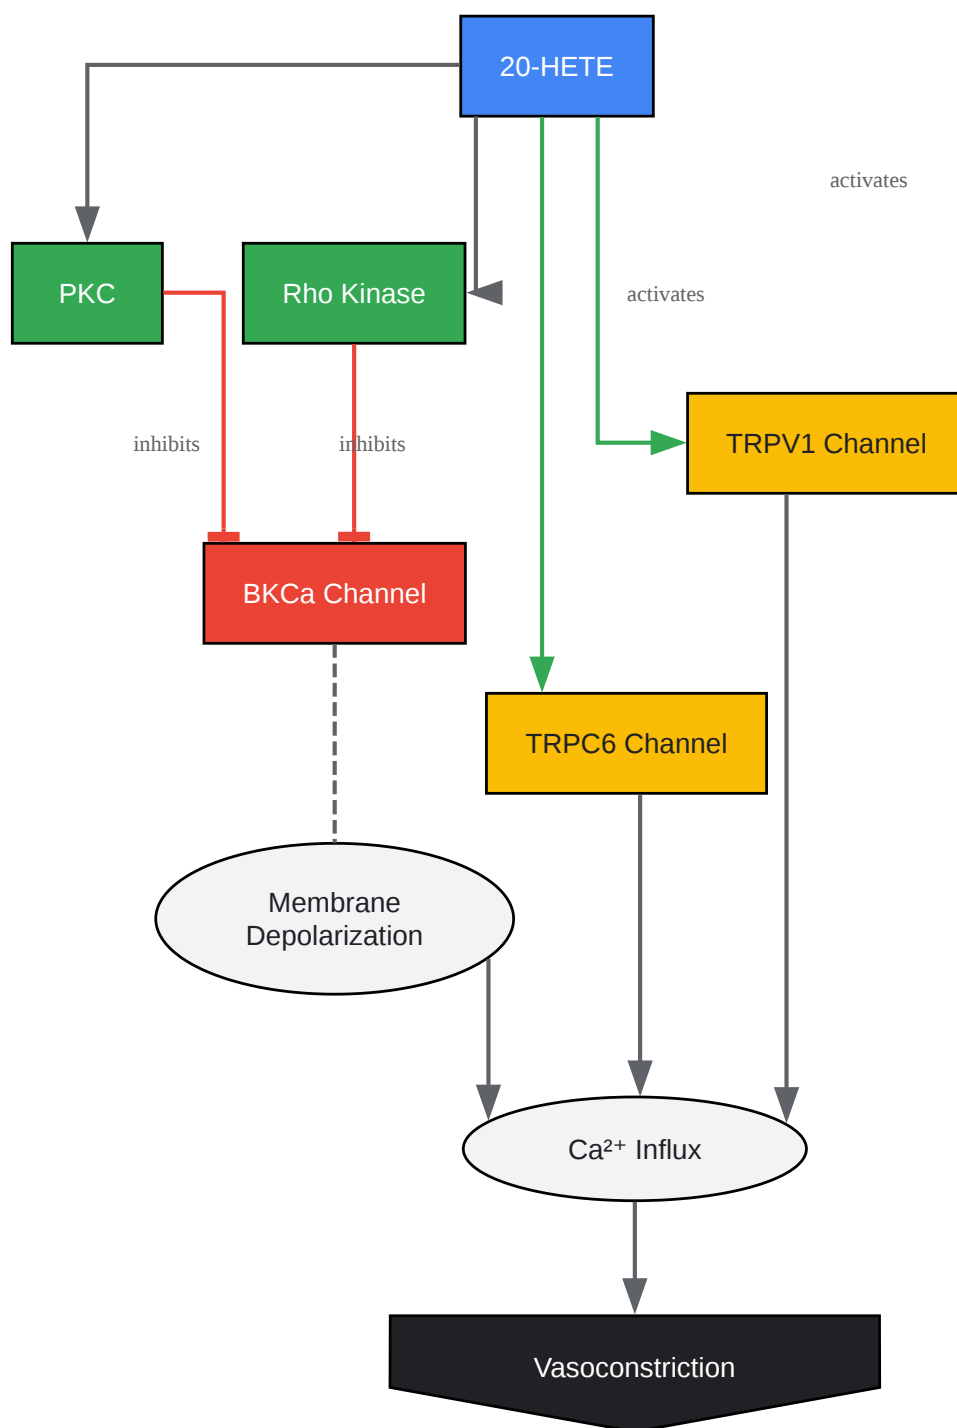 20-HETE
activates
PKC
Rho Kinase
activates
inhibits
inhibits
TRPV1 Channel
BKCa Channel
TRPC6 Channel
Membrane
Depolarization
Ca²⁺ Influx
Vasoconstriction